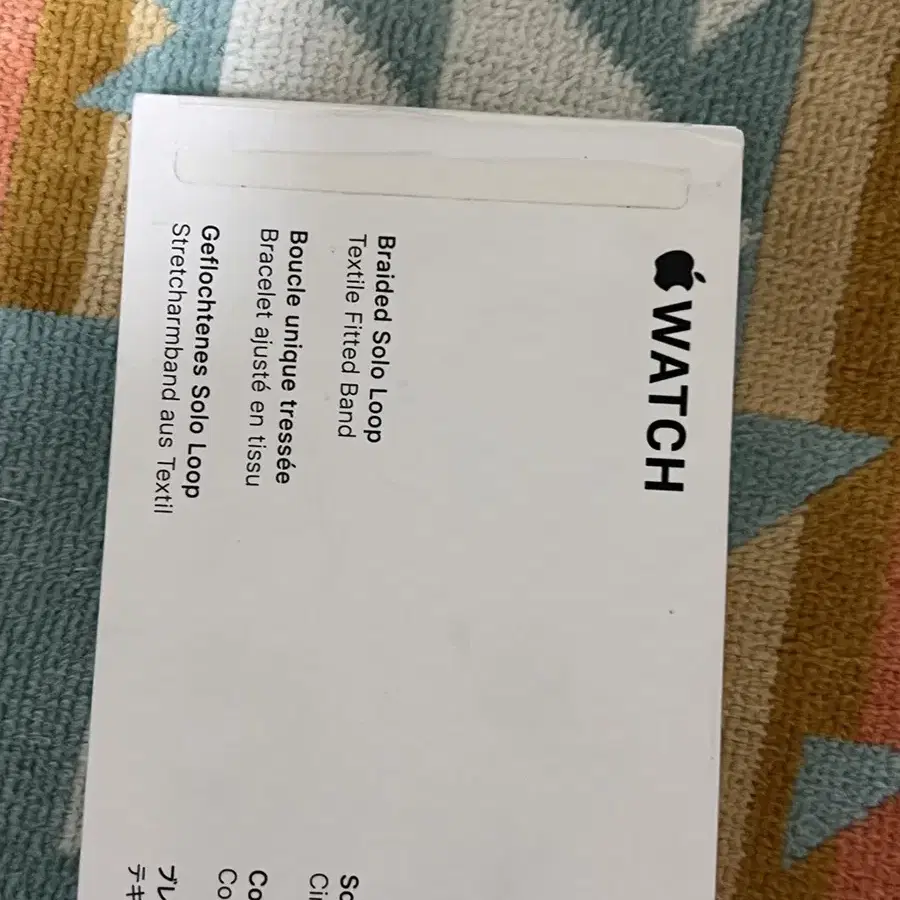 WATCH
Braided Solo Loop
Textile Fitted Band
Boucle unique tressée
Bracelet ajusté en tissu
Geflochtenes Solo Loop
Stretcharmband aus Textil